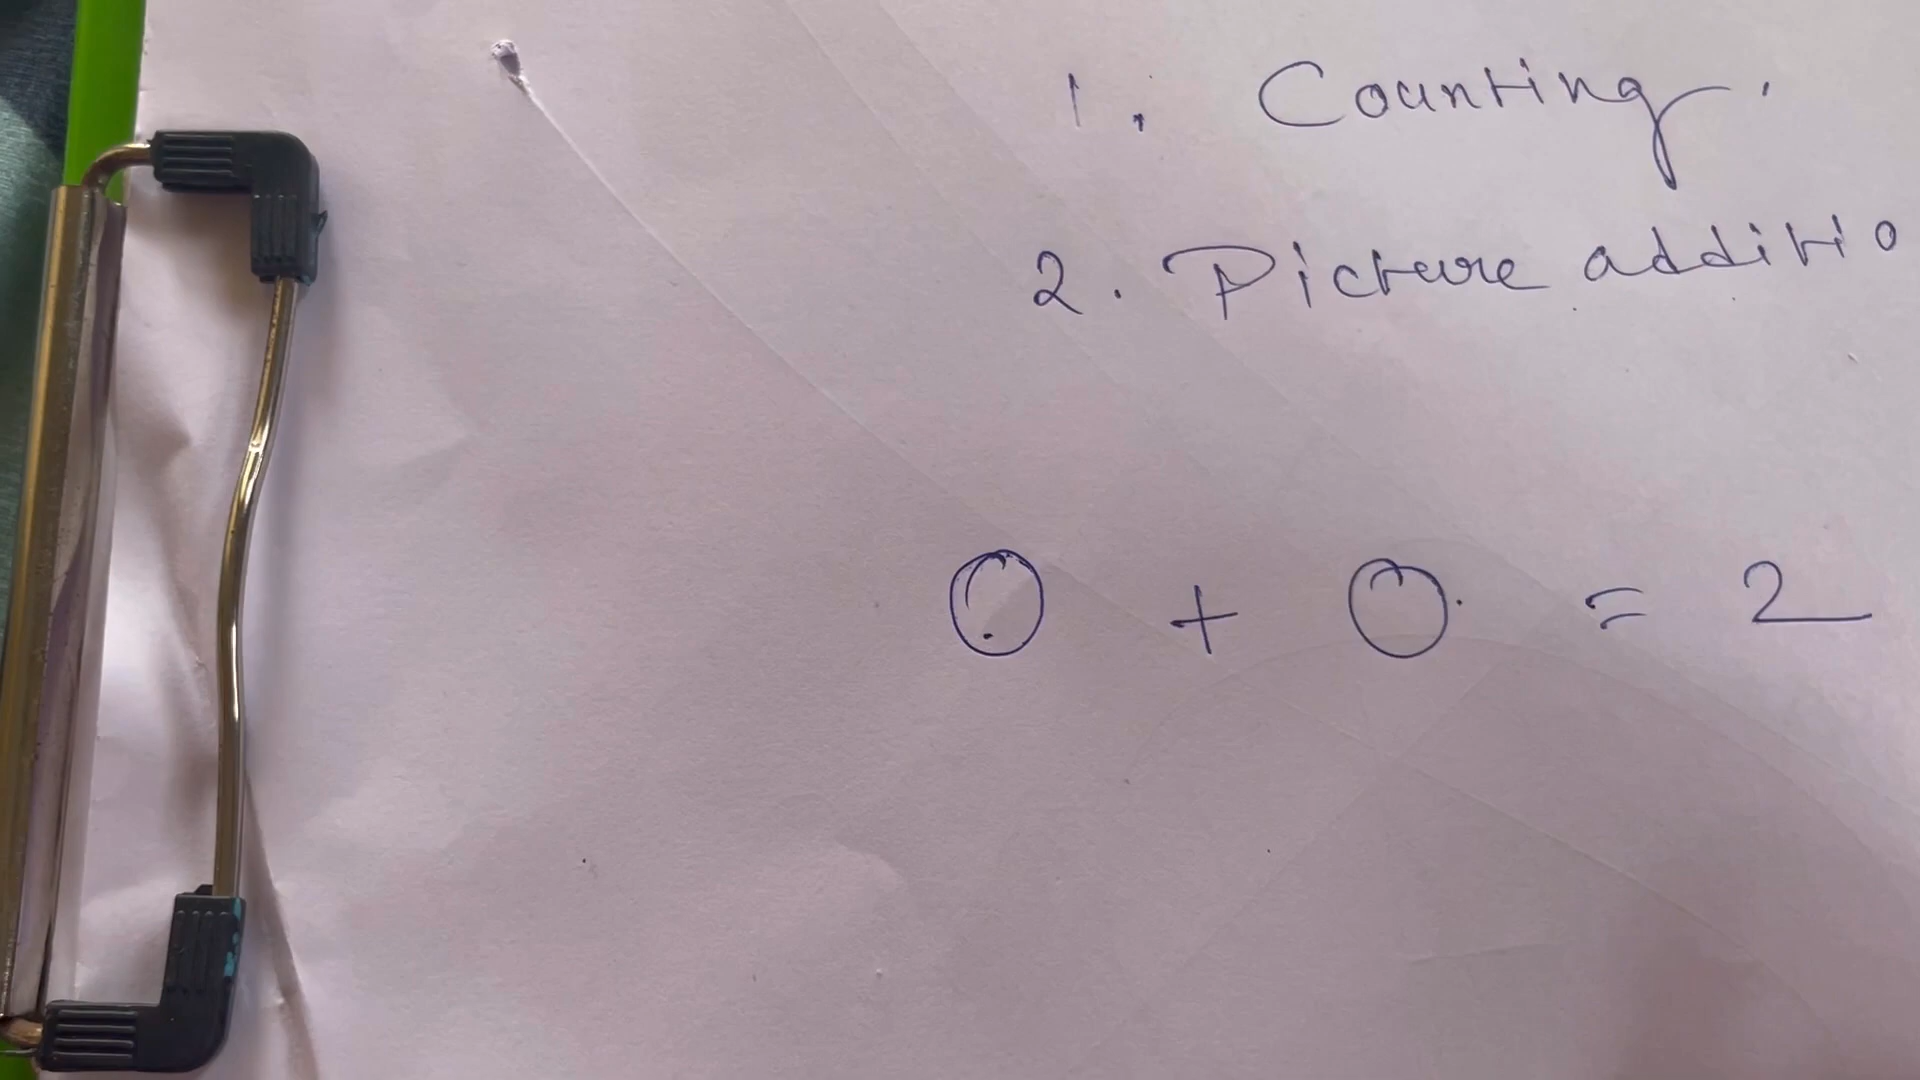 1. Counting.
2. Picture additio
O + O = 2